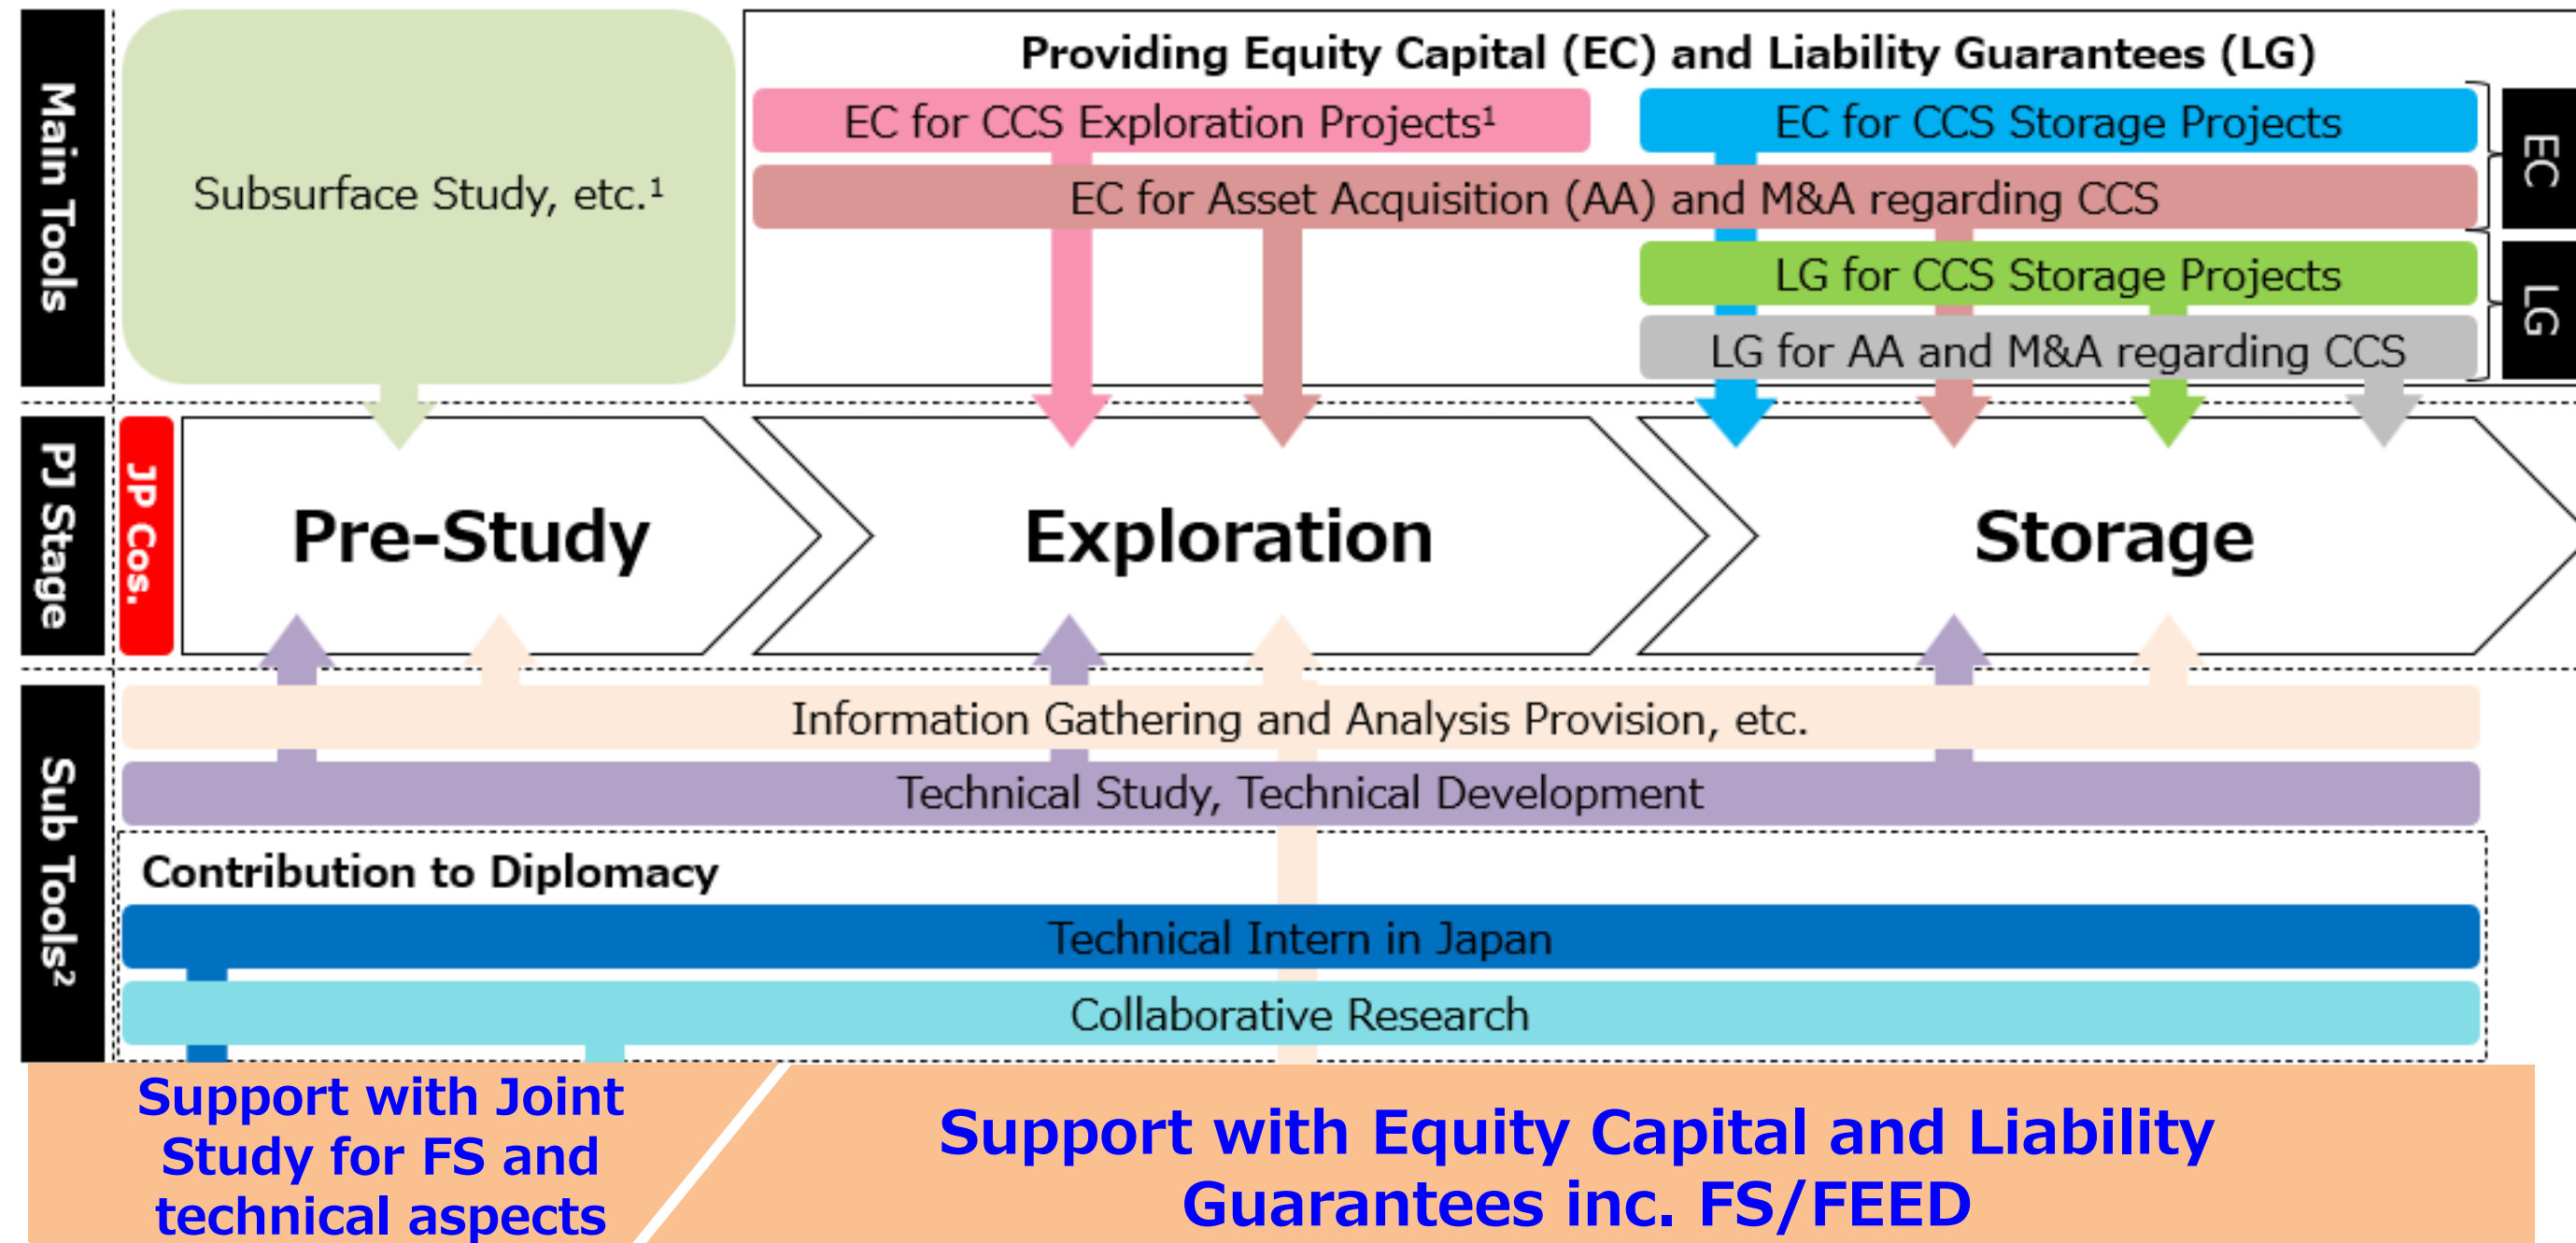 Main Tools
Subsurface Study, etc.¹
Providing Equity Capital (EC) and Liability Guarantees (LG)
EC for CCS Exploration Projects¹
EC for CCS Storage Projects
EC for Asset Acquisition (AA) and M&A regarding CCS
LG for CCS Storage Projects
LG for AA and M&A regarding CCS
EC
LG
PJ Stage
JP Cos.
Pre-Study
Exploration
Storage
Sub Tools²
Information Gathering and Analysis Provision, etc.
Technical Study, Technical Development
Contribution to Diplomacy
Technical Intern in Japan
Collaborative Research
Support with Joint
Study for FS and
technical aspects
Support with Equity Capital and Liability
Guarantees inc. FS/FEED